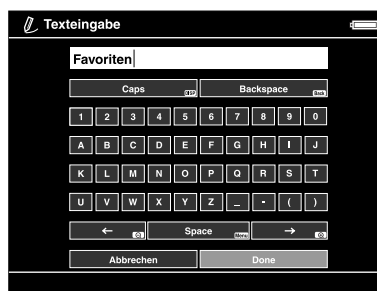 Texteingabe
Favoriten
Caps DISP Backspace Back
1 2 3 4 5 6 7 8 9 0
A B C D E F G H I J
K L M N O P Q R S T
U V W X Y Z _ - ( )
← Space Menu →
Abbrechen Done